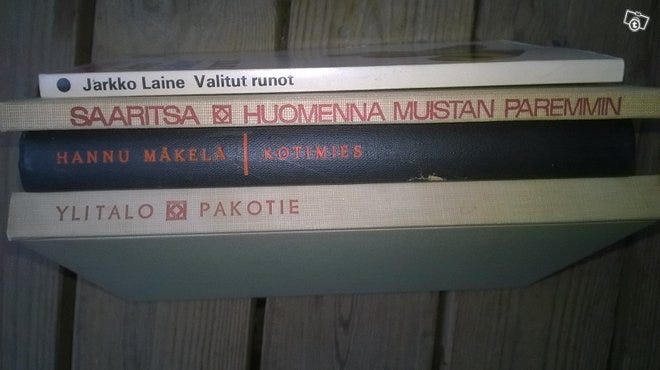 Jarkko Laine Valitut runot
SAARITSA HUOMENNA MUISTAN PAREMMIN
HANNU MÄKELÄ KOTIMIES
YLITALO PAKOTIE